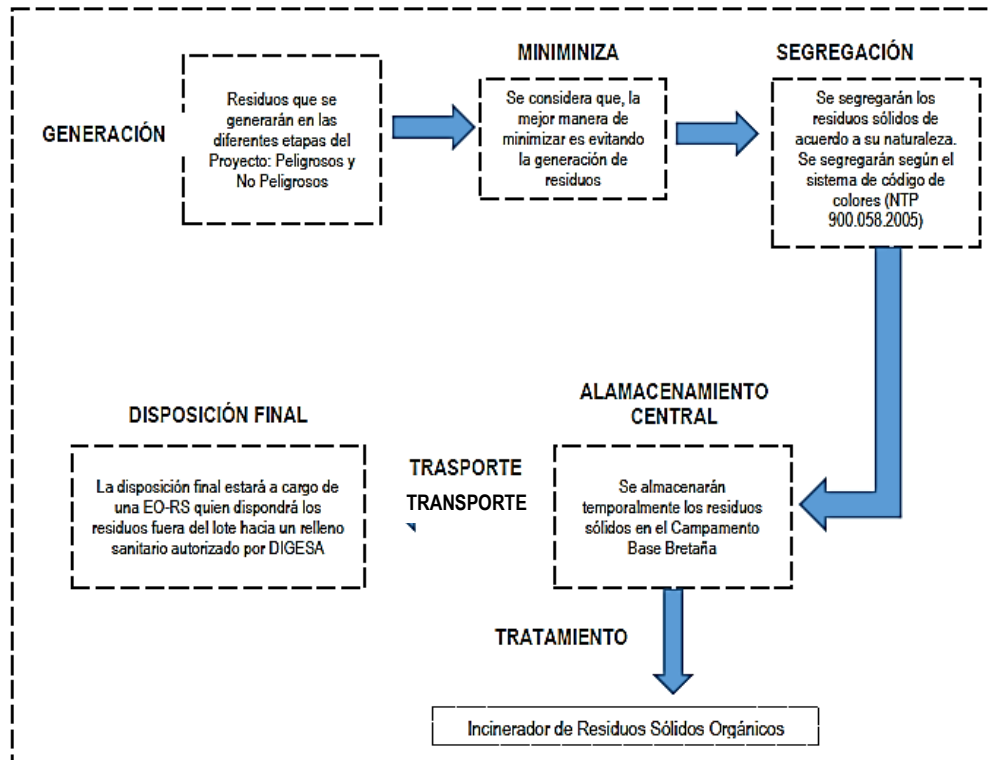 GENERACIÓN
Residuos que se
generarán en las
diferentes etapas del
Proyecto: Peligrosos y
No Peligrosos
MINIMINIZA
Se considera que, la
mejor manera de
minimizar es evitando
la generación de
residuos
SEGREGACIÓN
Se segregarán los
residuos sólidos de
acuerdo a su naturaleza.
Se segregarán según el
sistema de código de
colores (NTP
900.058.2005)
ALAMACENAMIENTO
CENTRAL
Se almacenarán
temporalmente los residuos
sólidos en el Campamento
Base Bretaña
TRASPORTE
TRANSPORTE
DISPOSICIÓN FINAL
La disposición final estará a cargo de
una EO-RS quien dispondrá los
residuos fuera del lote hacia un relleno
sanitario autorizado por DIGESA
TRATAMIENTO
Incinerador de Residuos Sólidos Orgánicos